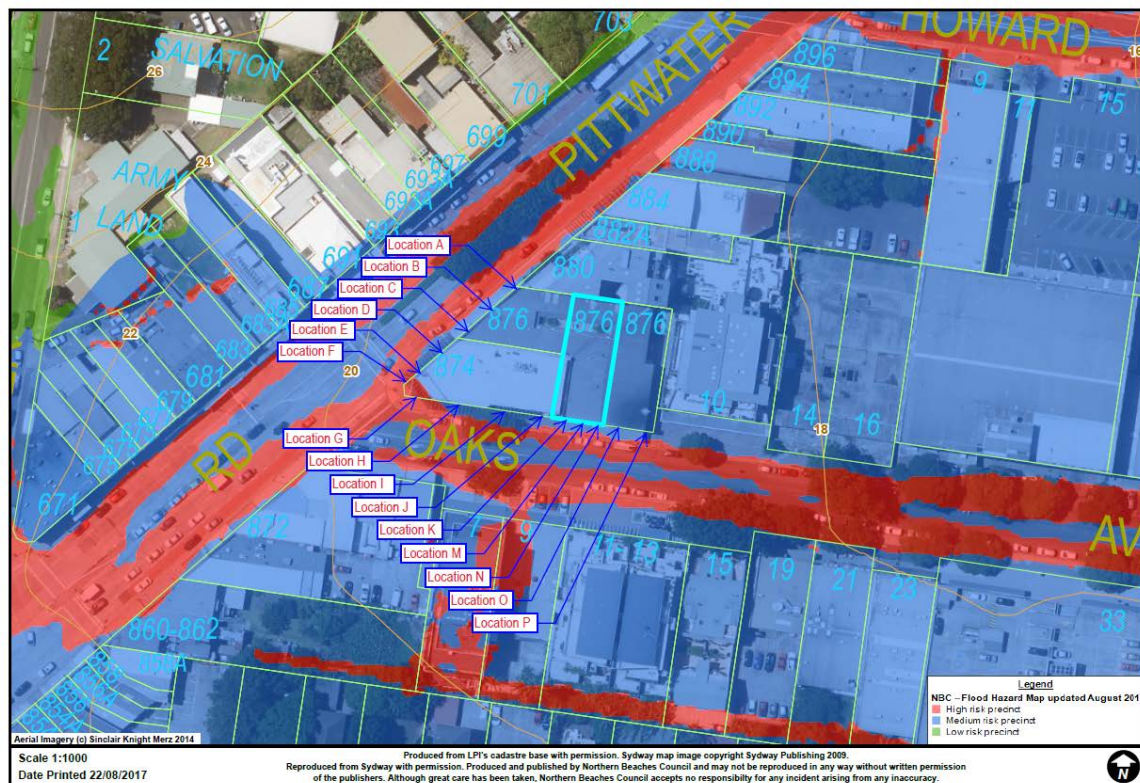 703
HOWARD
2
SALVATION
26
PITTWATER
896
16
894
9
11
15
701
892
699
890
24
697
888
ARMY
695A
693A
884
1
LAND
Location A
882A
691
Location B
880
Location C
876
876
876
22
Location D
683
Location E
874
681
Location F
20
679
677
10
14
16
18
RD
Location G
OAKS
Location H
Location I
671
Location J
872
Location K
9
AV
Location M
11-13
15
Location N
19
21
23
Location O
Location P
33
860-862
858A
Legend
NBC – Flood Hazard Map updated August 201
High risk precinct
Medium risk precinct
Low risk precinct
Aerial Imagery (c) Sinclair Knight Merz 2014
Scale 1:1000
Date Printed 22/08/2017
Produced from LPI's cadastre base with permission. Sydway map image copyright Sydway Publishing 2009.
Reproduced from Sydway with permission. Produced and published by Northern Beaches Council and may not be reproduced in any way without written permission
of the publishers. Although great care has been taken, Northern Beaches Council accepts no responsibilty for any incident arising from any inaccuracy.